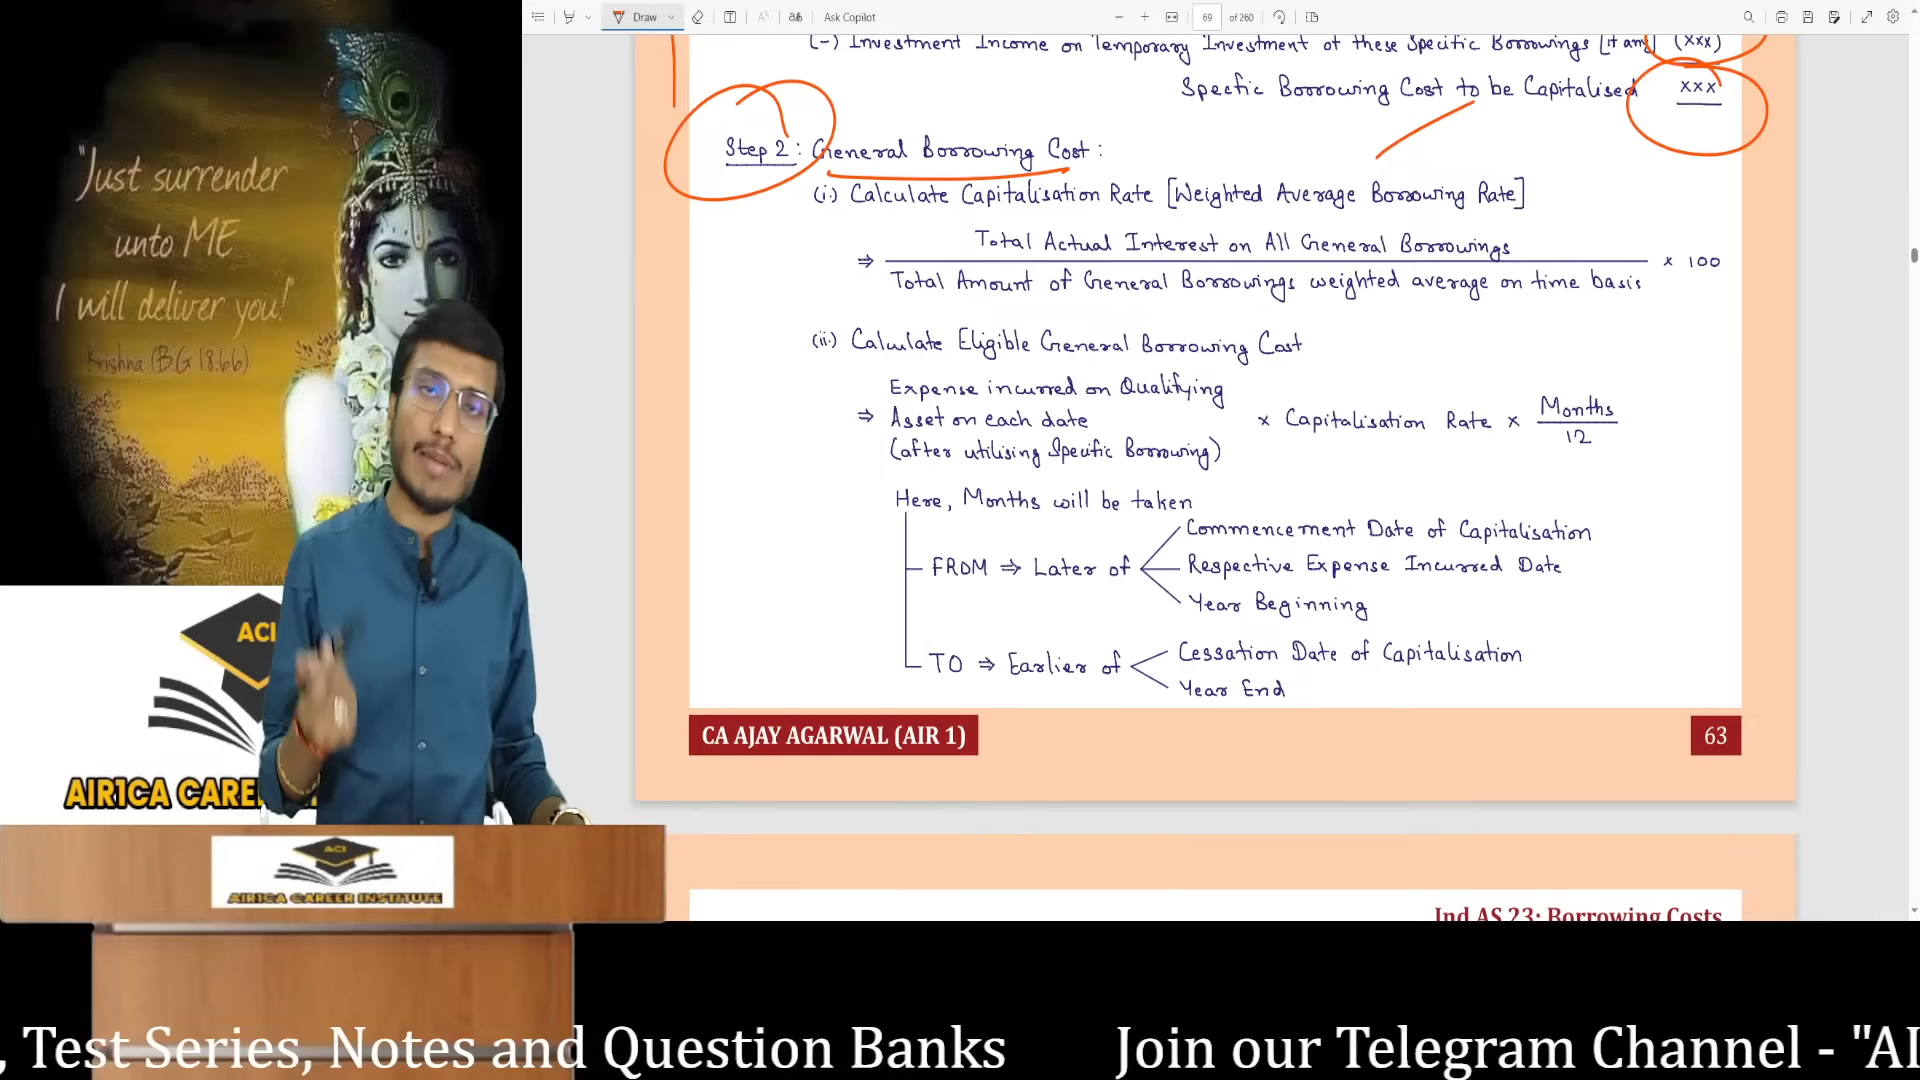 Draw
Ask Copilot
69
of 260
(-) Investment Income on Temporary Investment of these Specific Borrowings [if any] (xxx)
Specific Borrowing Cost to be Capitalised xxx
Step 2: General Borrowing Cost:
(i.) Calculate Capitalisation Rate [Weighted Average Borrowing Rate]
Total Actual Interest on All General Borrowings
⇒ × 100
Total Amount of General Borrowings weighted average on time basis
(ii.) Calculate Eligible General Borrowing Cost
Expense incurred on Qualifying
⇒ Asset on each date × Capitalisation Rate × Months
12
(after utilising Specific Borrowing)
Here, Months will be taken
Commencement Date of Capitalisation
FROM ⇒ Later of Respective Expense Incurred Date
Year Beginning
Cessation Date of Capitalisation
TO ⇒ Earlier of
Year End
CA AJAY AGARWAL (AIR 1)
63
Ind AS 23: Borrowing Costs
"Just surrender
unto ME
I will deliver you!"
Krishna (B.G 18.66)
ACI
AIR1CA CARE
ACI
AIR1CA CAREER INSTITUTE
, Test Series, Notes and Question Banks
Join our Telegram Channel - "AI